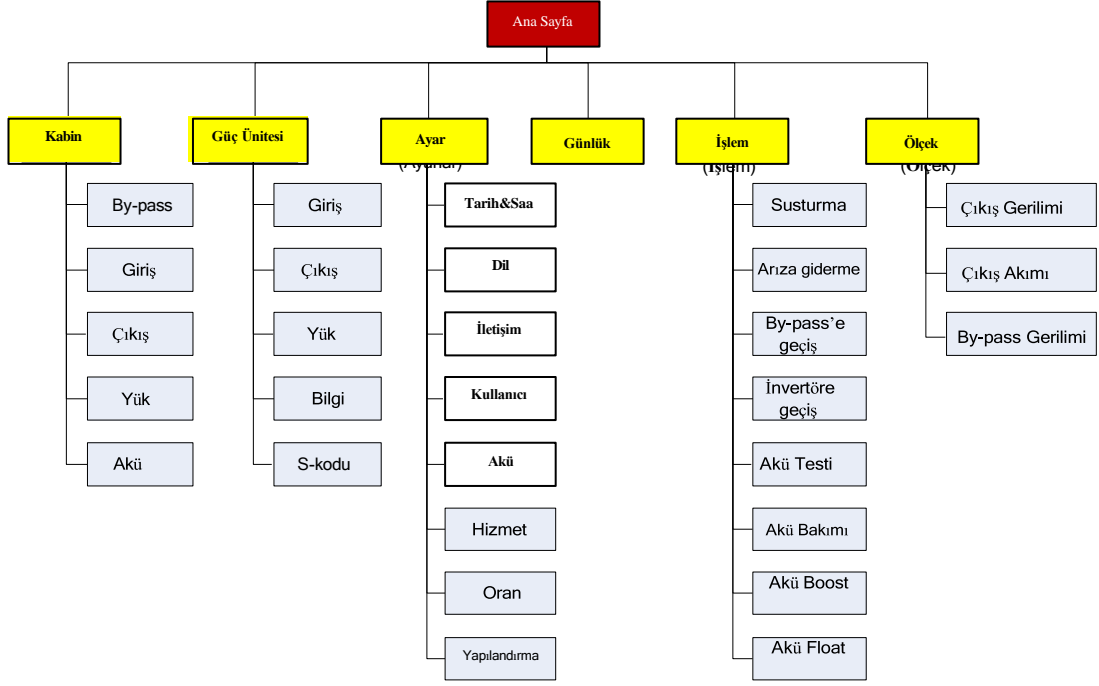 Ana Sayfa
Kabin
Güç Ünitesi
Ayar
Günlük
İşlem
Ölçek
(İşlem)
(Ölçek)
By-pass
Giriş
Çıkış
Yük
Akü
Giriş
Çıkış
Yük
Bilgi
S-kodu
Tarih&Saa
Dil
İletişim
Kullanıcı
Akü
Hizmet
Oran
Yapılandırma
Susturma
Arıza giderme
By-pass’e
geçiş
İnvertöre
geçiş
Akü Testi
Akü Bakımı
Akü Boost
Akü Float
Çıkış Gerilimi
Çıkış Akımı
By-pass Gerilimi